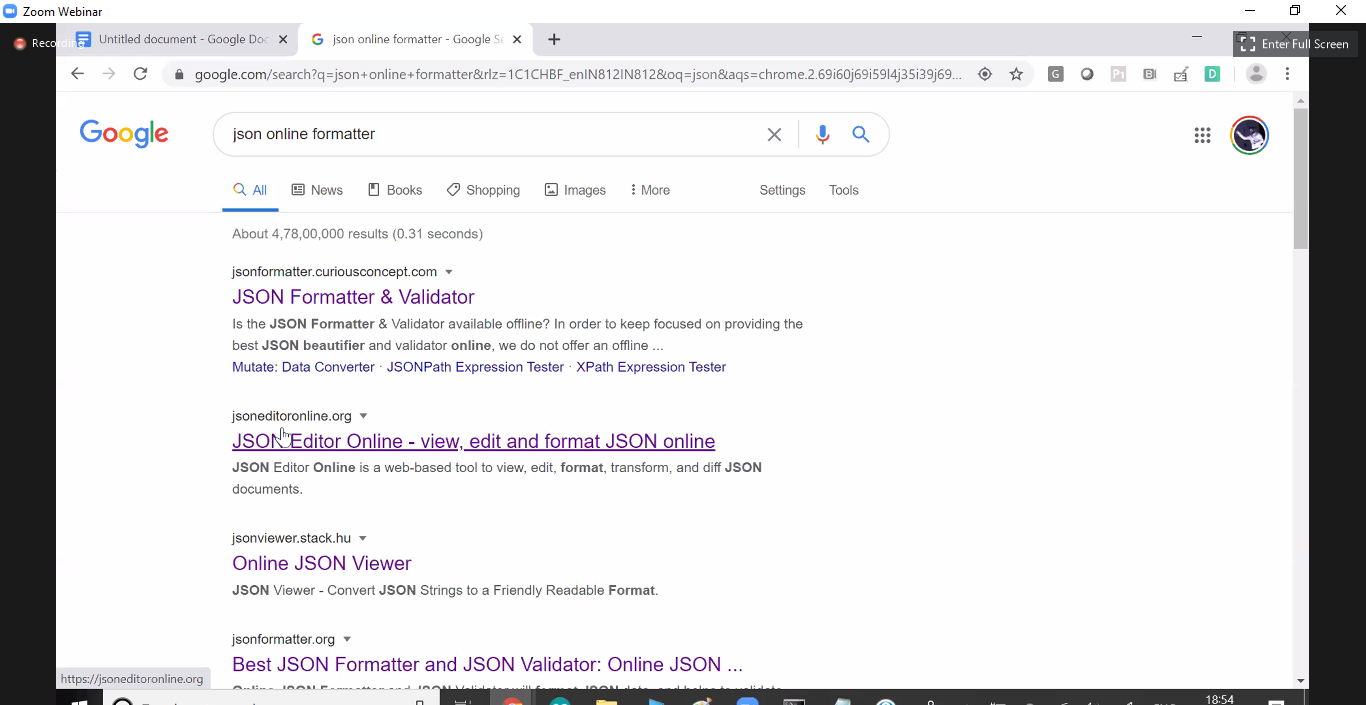 Zoom Webinar
Recording
Untitled document - Google Doc
json online formatter - Google S
Enter Full Screen
google.com/search?q=json+online+formatter&rlz=1C1CHBF_enIN812IN812&oq=json&aqs=chrome.2.69i60j69i59l4j35i39j69...
Google
json online formatter
All News Books Shopping Images More Settings Tools
About 4,78,00,000 results (0.31 seconds)
jsonformatter.curiousconcept.com
JSON Formatter & Validator
Is the JSON Formatter & Validator available offline? In order to keep focused on providing the
best JSON beautifier and validator online, we do not offer an offline ...
Mutate: Data Converter · JSONPath Expression Tester · XPath Expression Tester
jsoneditoronline.org
JSON Editor Online - view, edit and format JSON online
JSON Editor Online is a web-based tool to view, edit, format, transform, and diff JSON
documents.
jsonviewer.stack.hu
Online JSON Viewer
JSON Viewer - Convert JSON Strings to a Friendly Readable Format.
jsonformatter.org
Best JSON Formatter and JSON Validator: Online JSON ...
https://jsoneditoronline.org
18:54